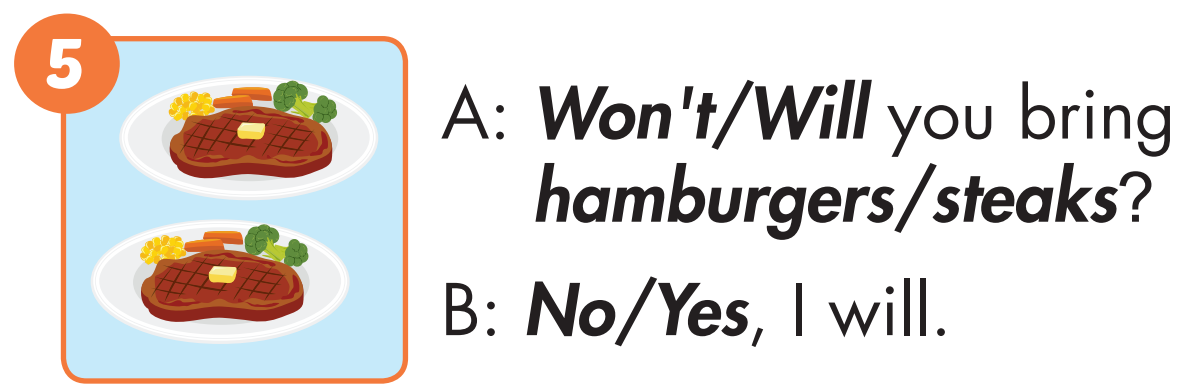 5
A: Won't/Will you bring
hamburgers/steaks?
B: No/Yes, I will.